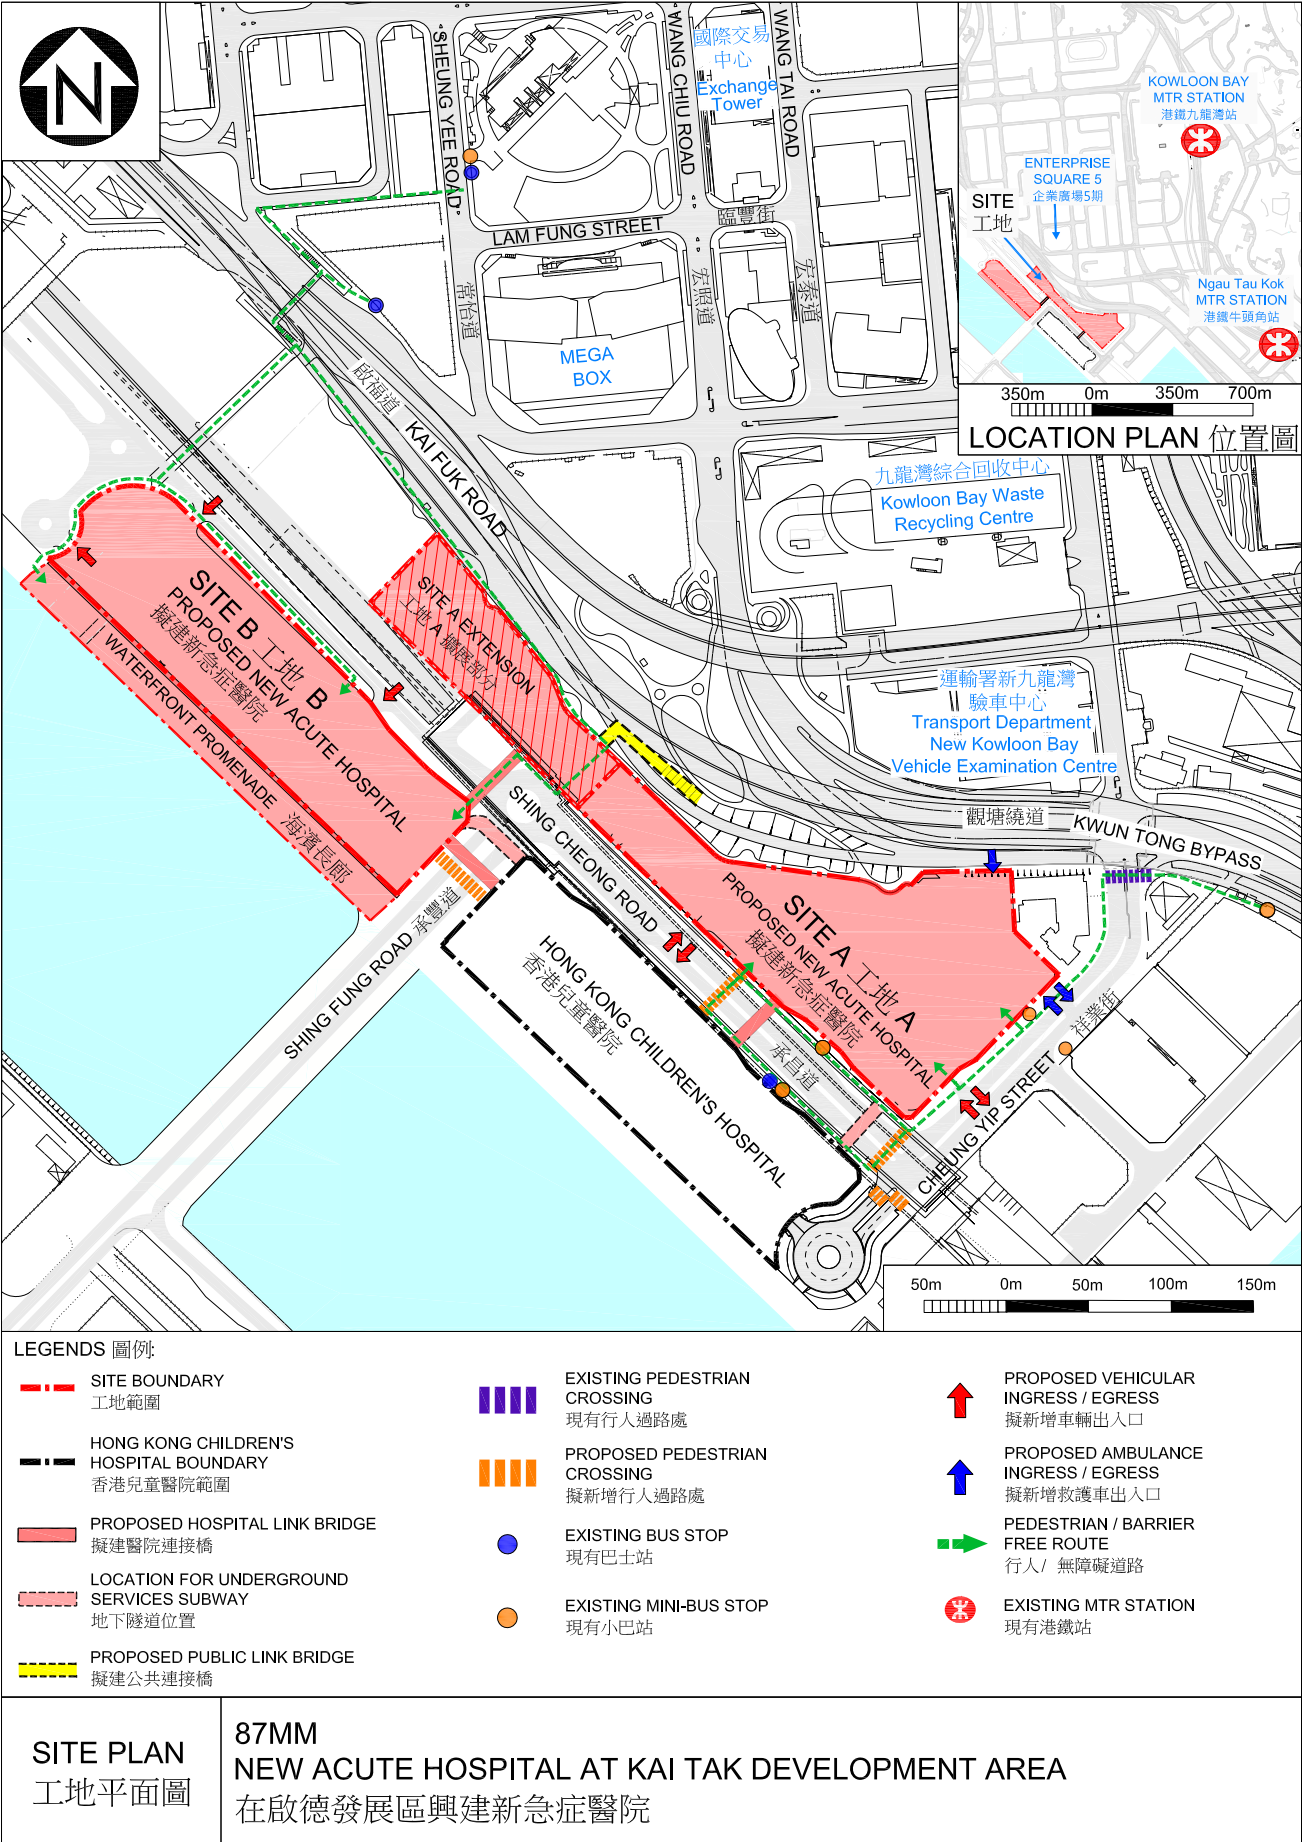 N
SHEUNG YEE ROAD
常怡道
WANG CHIU ROAD
宏照道
WANG TAI ROAD
宏泰道
國際交易
中心
Exchange
Tower
LAM FUNG STREET
臨豐街
MEGA
BOX
KOWLOON BAY
MTR STATION
港鐵九龍灣站
ENTERPRISE
SQUARE 5
企業廣場5期
SITE
工地
Ngau Tau Kok
MTR STATION
港鐵牛頭角站
350m 0m 350m 700m
LOCATION PLAN 位置圖
啟福道 KAI FUK ROAD
九龍灣綜合回收中心
Kowloon Bay Waste
Recycling Centre
SITE A EXTENSION
工地 A 擴展部分
SITE B 工地 B
PROPOSED NEW ACUTE HOSPITAL
擬建新急症醫院
WATERFRONT PROMENADE
海濱長廊
運輸署新九龍灣
驗車中心
Transport Department
New Kowloon Bay
Vehicle Examination Centre
觀塘繞道
KWUN TONG BYPASS
SHING CHEONG ROAD
承昌道
SITE A 工地 A
PROPOSED NEW ACUTE HOSPITAL
擬建新急症醫院
SHING FUNG ROAD 承豐道
HONG KONG CHILDREN'S HOSPITAL
香港兒童醫院
CHEUNG YIP STREET
祥業街
50m 0m 50m 100m 150m
LEGENDS 圖例:
SITE BOUNDARY
工地範圍
HONG KONG CHILDREN'S
HOSPITAL BOUNDARY
香港兒童醫院範圍
PROPOSED HOSPITAL LINK BRIDGE
擬建醫院連接橋
LOCATION FOR UNDERGROUND
SERVICES SUBWAY
地下隧道位置
PROPOSED PUBLIC LINK BRIDGE
擬建公共連接橋
EXISTING PEDESTRIAN
CROSSING
現有行人過路處
PROPOSED PEDESTRIAN
CROSSING
擬新增行人過路處
EXISTING BUS STOP
現有巴士站
EXISTING MINI-BUS STOP
現有小巴站
PROPOSED VEHICULAR
INGRESS / EGRESS
擬新增車輛出入口
PROPOSED AMBULANCE
INGRESS / EGRESS
擬新增救護車出入口
PEDESTRIAN / BARRIER
FREE ROUTE
行人/ 無障礙道路
EXISTING MTR STATION
現有港鐵站
SITE PLAN
工地平面圖
87MM
NEW ACUTE HOSPITAL AT KAI TAK DEVELOPMENT AREA
在啟德發展區興建新急症醫院